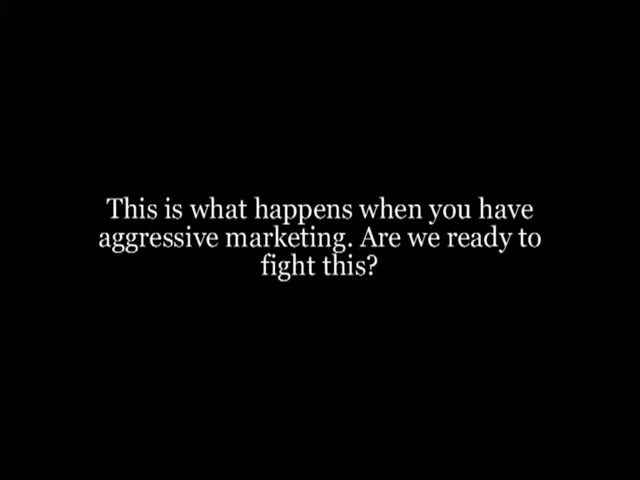 This is what happens when you have
aggressive marketing. Are we ready to
fight this?